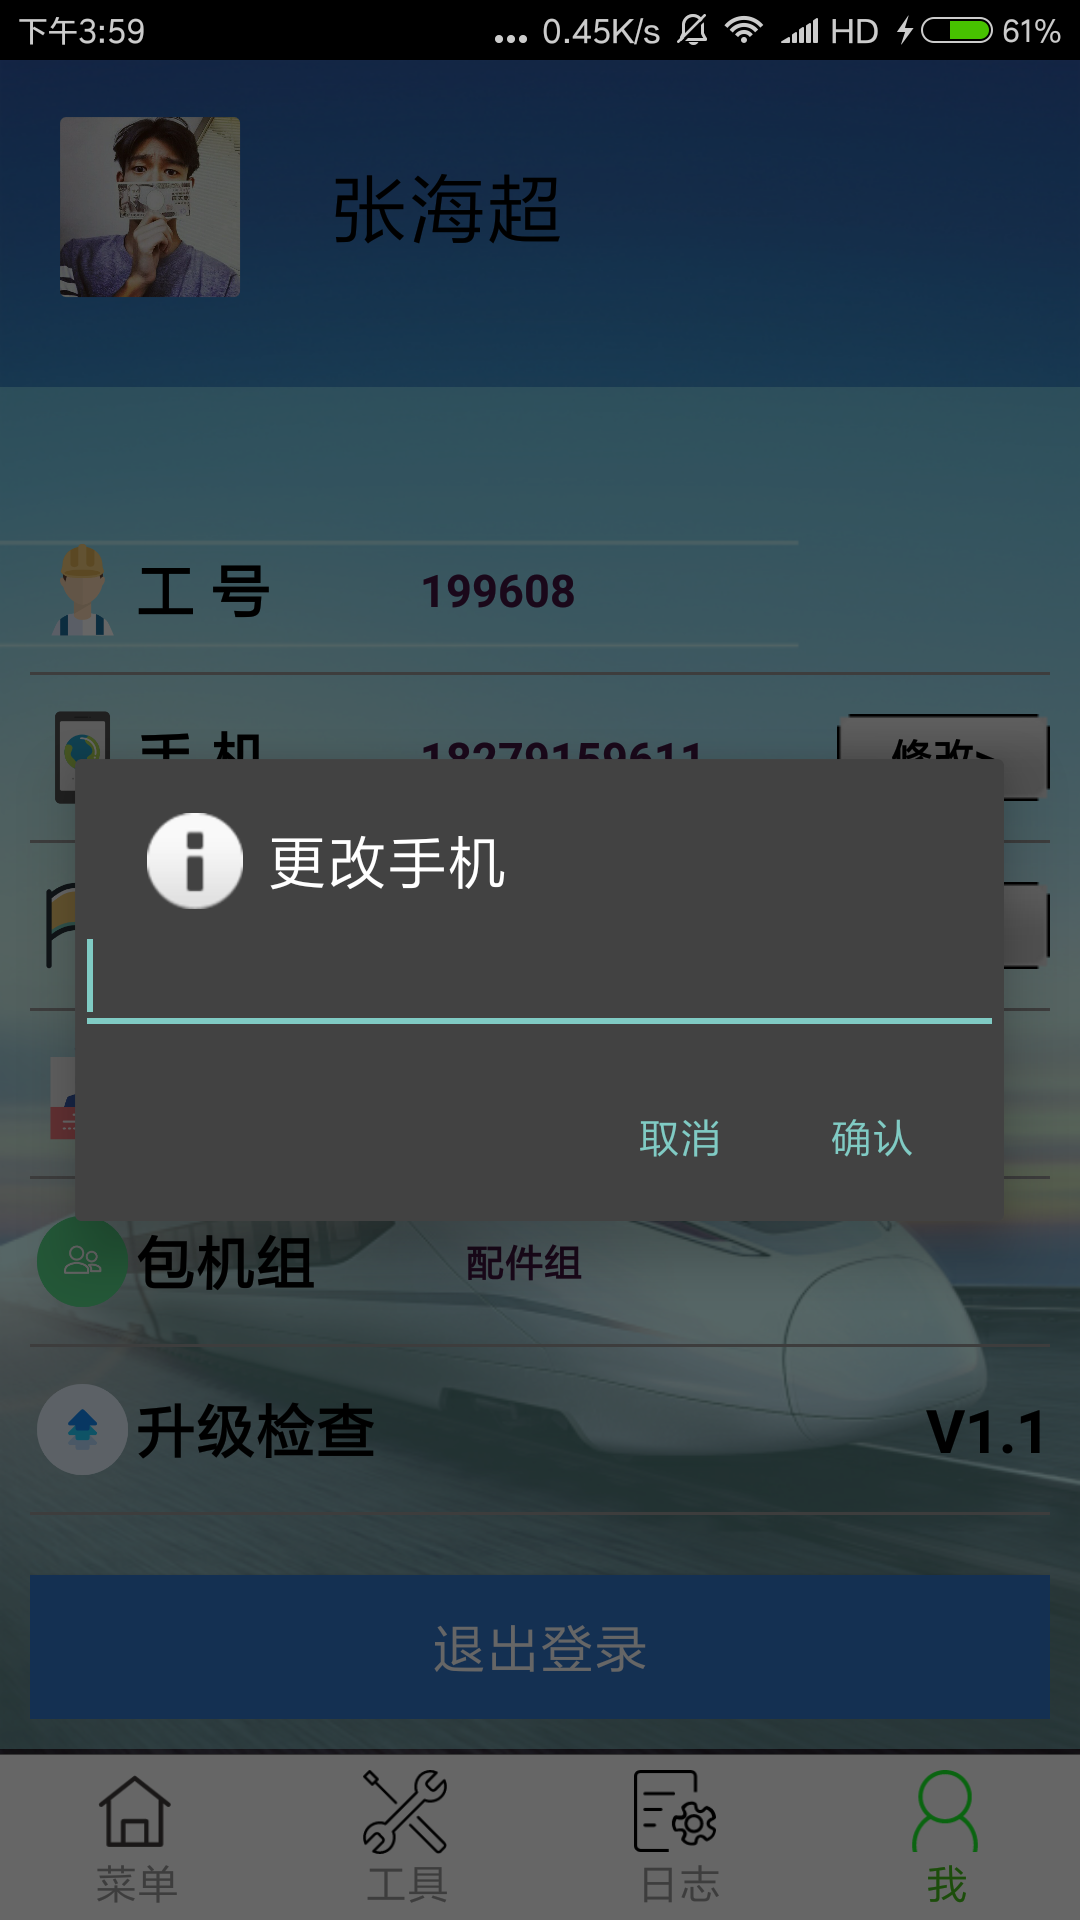 下午3:59 ... 0.45K/s HD 61%
张海超
工 号 199608
手 机 18279159611 修改>
更改手机
取消 确认
包机组 配件组
升级检查 V1.1
退出登录
菜单 工具 日志 我